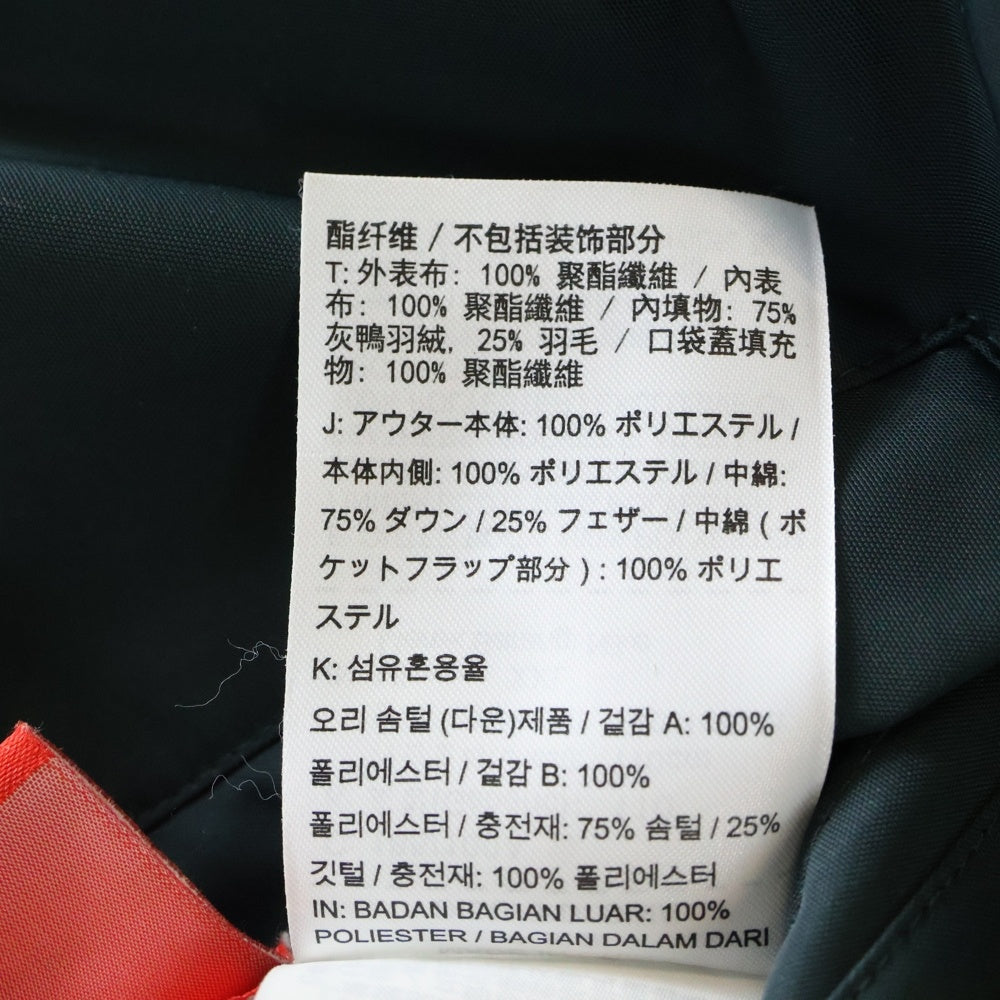 酯纤维 / 不包括装饰部分
T: 外表布: 100% 聚酯纖維 / 內表
布: 100% 聚酯纖維 / 內填物: 75%
灰鴨羽絨, 25% 羽毛 / 口袋蓋填充
物: 100% 聚酯纖維
J: アウター本体: 100% ポリエステル /
本体内側: 100% ポリエステル / 中綿:
75% ダウン / 25% フェザー / 中綿 ( ポ
ケットフラップ部分 ) : 100% ポリエ
ステル
K: 섬유혼용율
오리 솜털 (다운)제품 / 겉감 A: 100%
폴리에스터 / 겉감 B: 100%
폴리에스터 / 충전재: 75% 솜털 / 25%
깃털 / 충전재: 100% 폴리에스터
IN: BADAN BAGIAN LUAR: 100%
POLIESTER / BAGIAN DALAM DARI